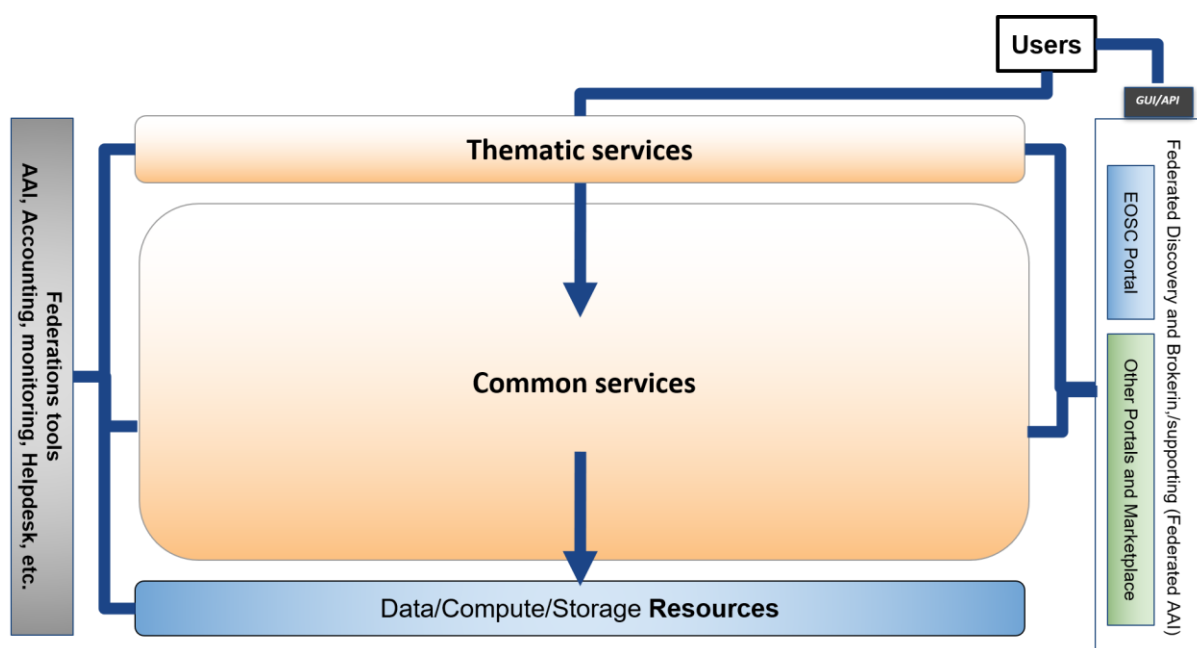 Users
GUI/API
Thematic services
Common services
Data/Compute/Storage Resources
Federations tools
AAI, Accounting, monitoring, Helpdesk, etc.
Federated Discovery and Brokerin,/supporting (Federated AAI)
EOSC Portal
Other Portals and Marketplace